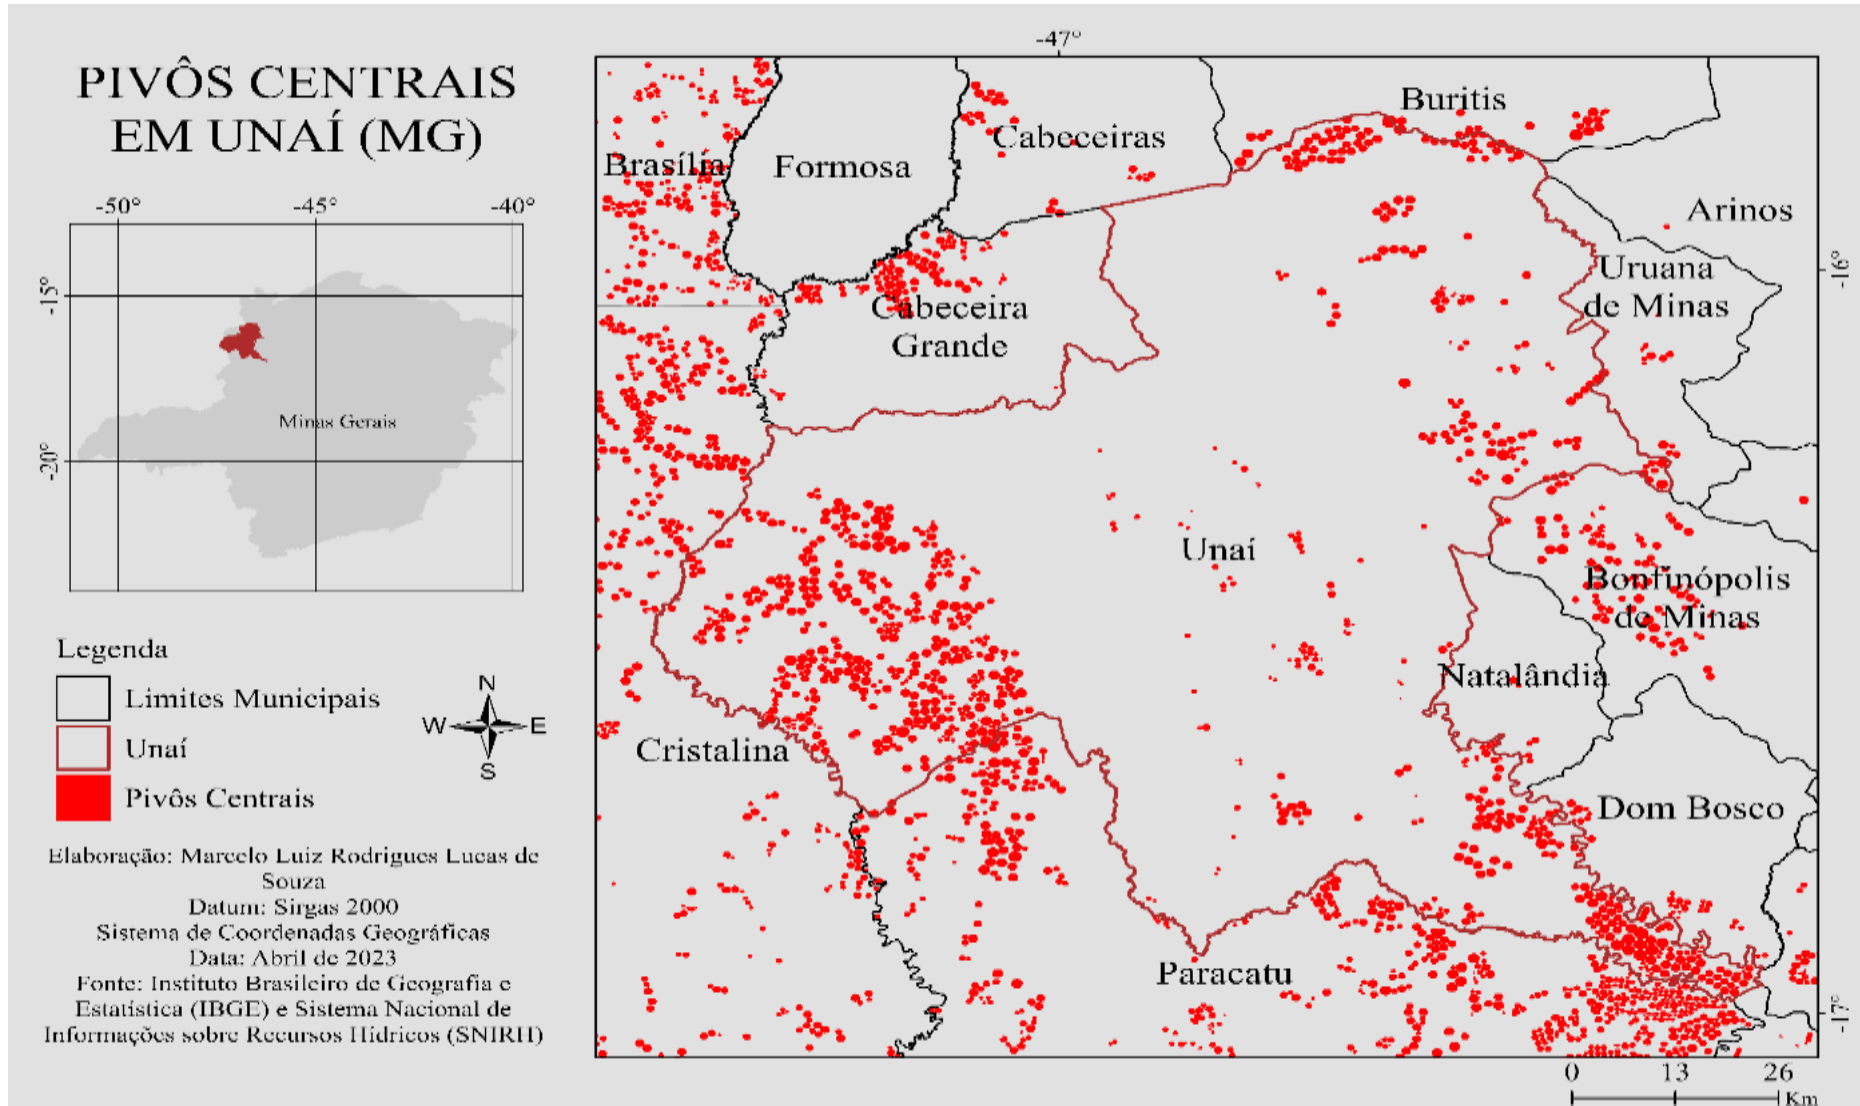 PIVÔS CENTRAIS
EM UNAÍ (MG)
-50°
-45°
-40°
-15°
-20°
Minas Gerais
Legenda
Limites Municipais
Unaí
Pivôs Centrais
N
W
E
S
Elaboração: Marcelo Luiz Rodrigues Lucas de
Souza
Datum: Sirgas 2000
Sistema de Coordenadas Geográficas
Data: Abril de 2023
Fonte: Instituto Brasileiro de Geografia e
Estatística (IBGE) e Sistema Nacional de
Informações sobre Recursos Hídricos (SNIRH)
-47°
Buritis
Cabeceiras
Brasília
Formosa
Arinos
-16°
Uruana
de Minas
Cabeceira
Grande
Unaí
Bonfinópolis
de Minas
Natalândia
Cristalina
Dom Bosco
Paracatu
-17°
0 13 26
Km